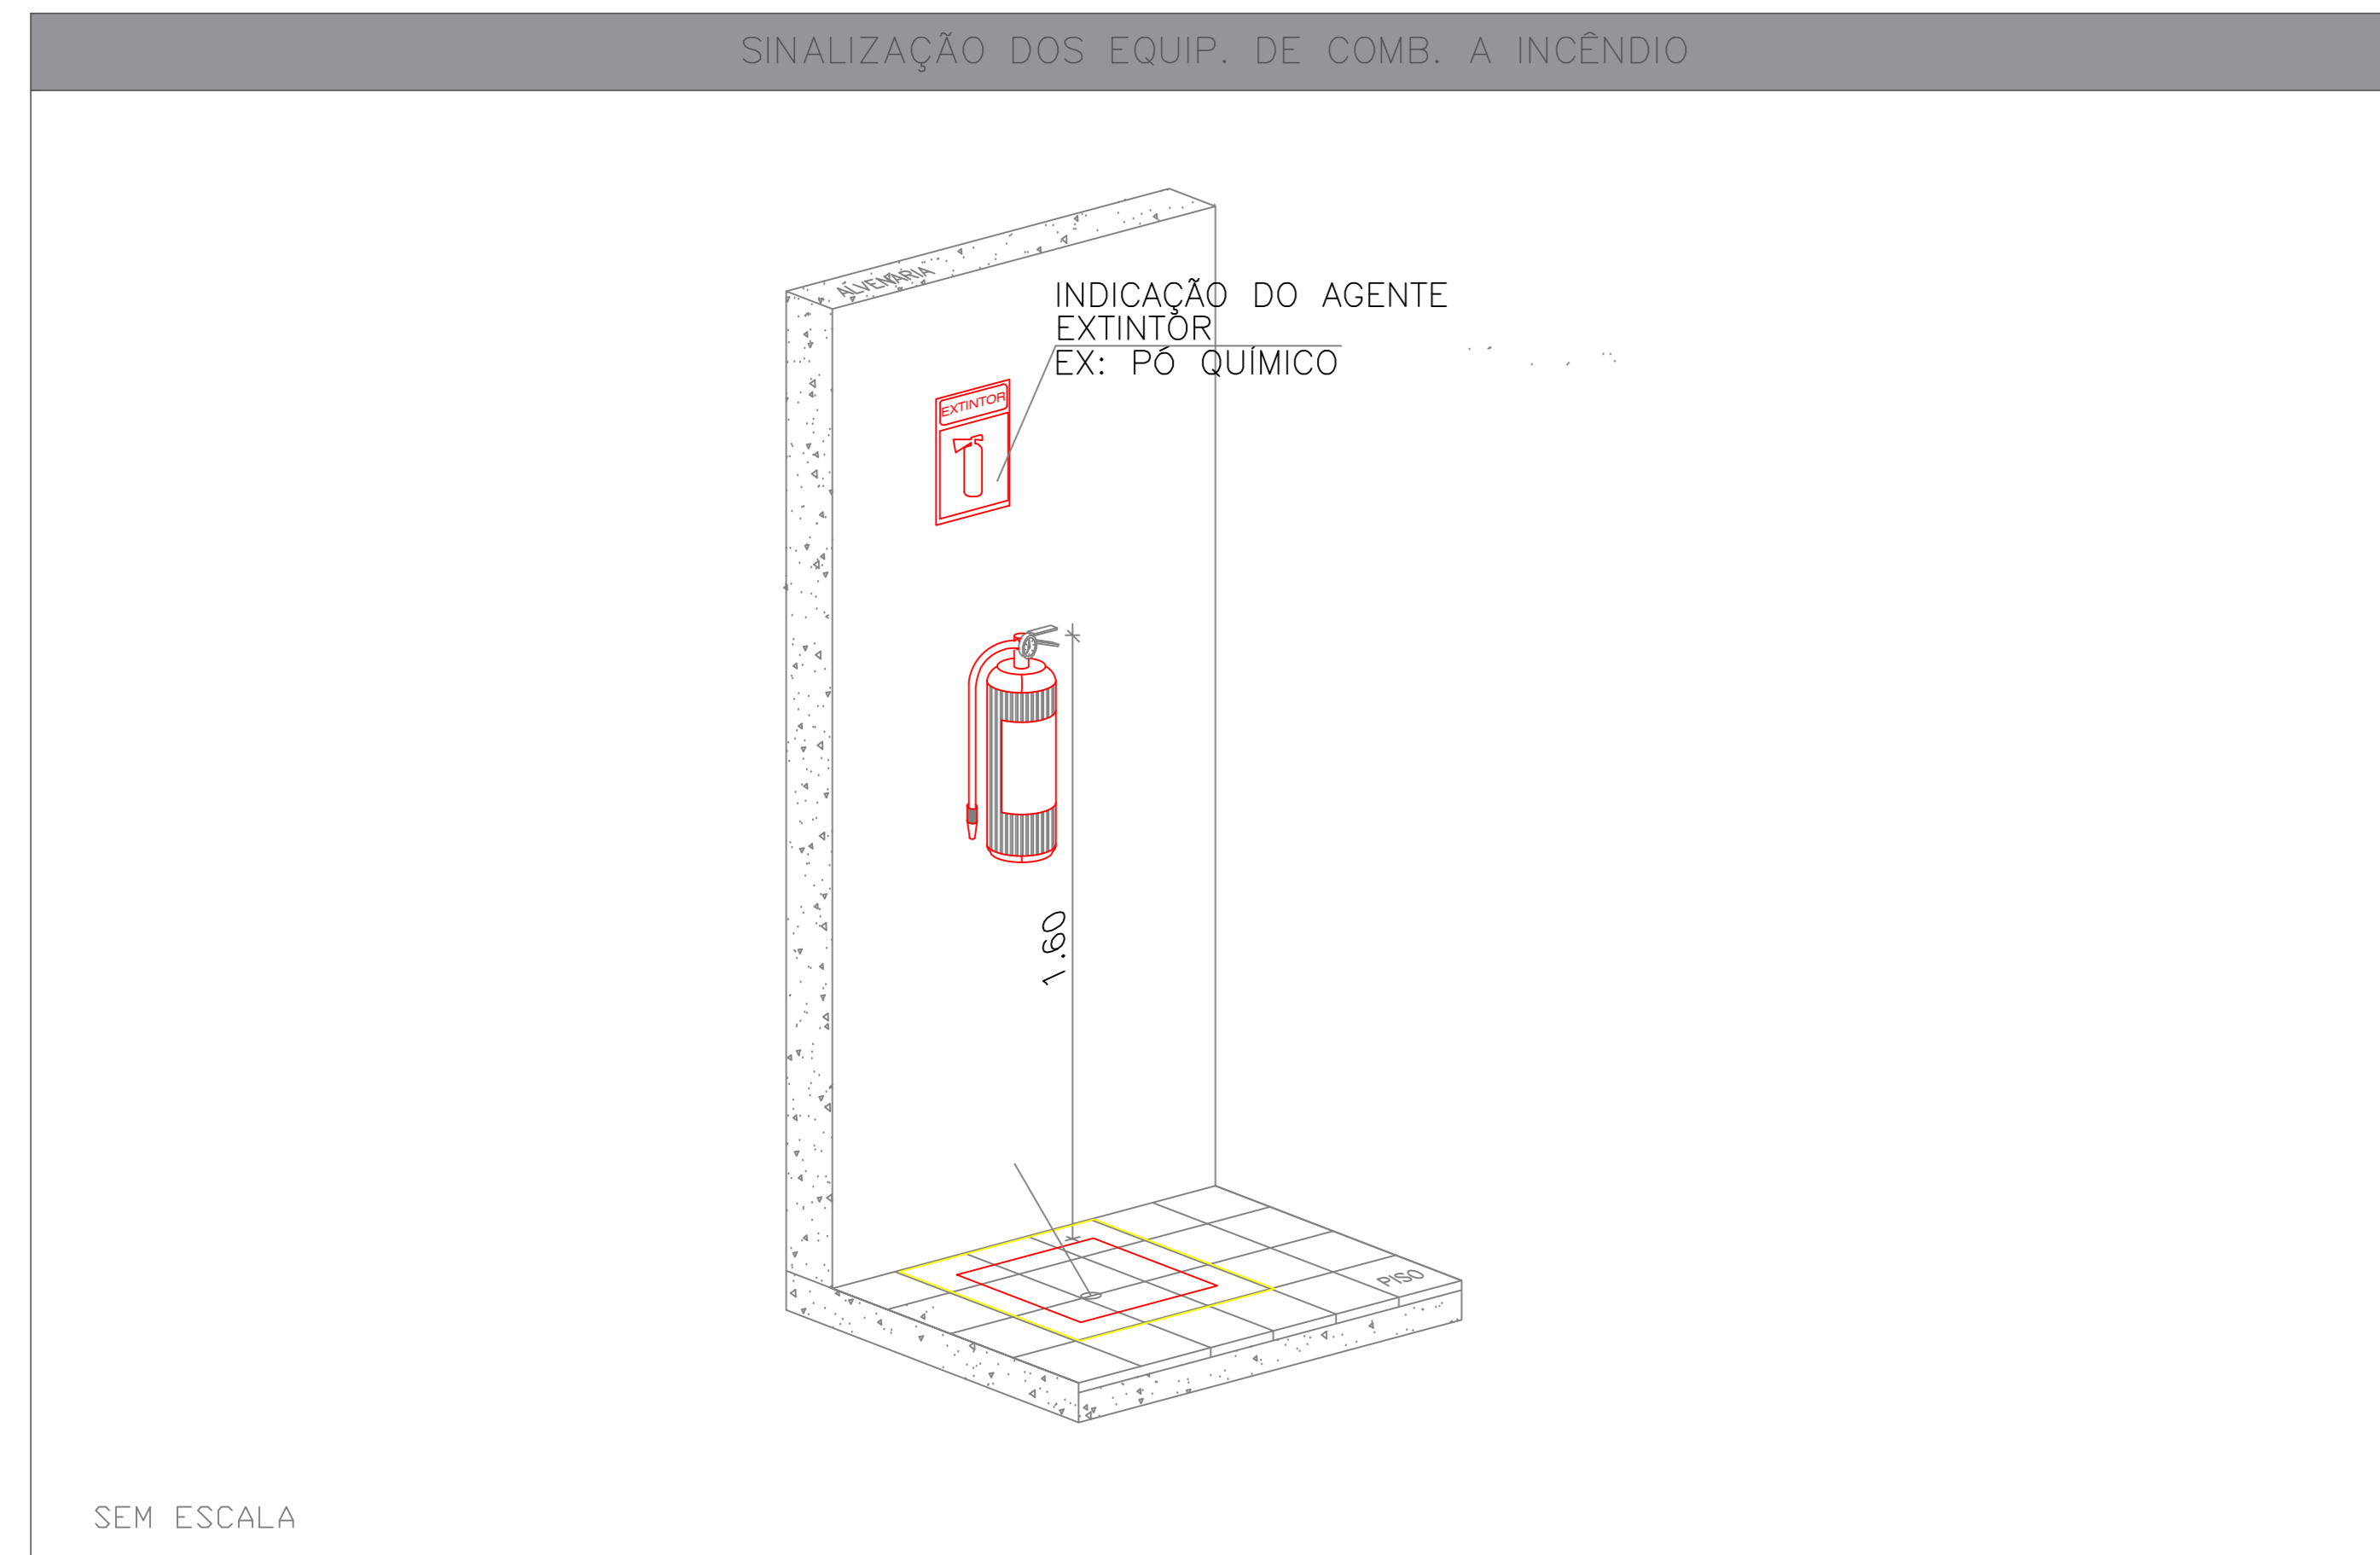 SINALIZAÇÃO DOS EQUIP. DE COMB. A INCÊNDIO
ALVENARIA
INDICAÇÃO DO AGENTE
EXTINTOR
EX: PÓ QUÍMICO
EXTINTOR
1.60
PISO
SEM ESCALA